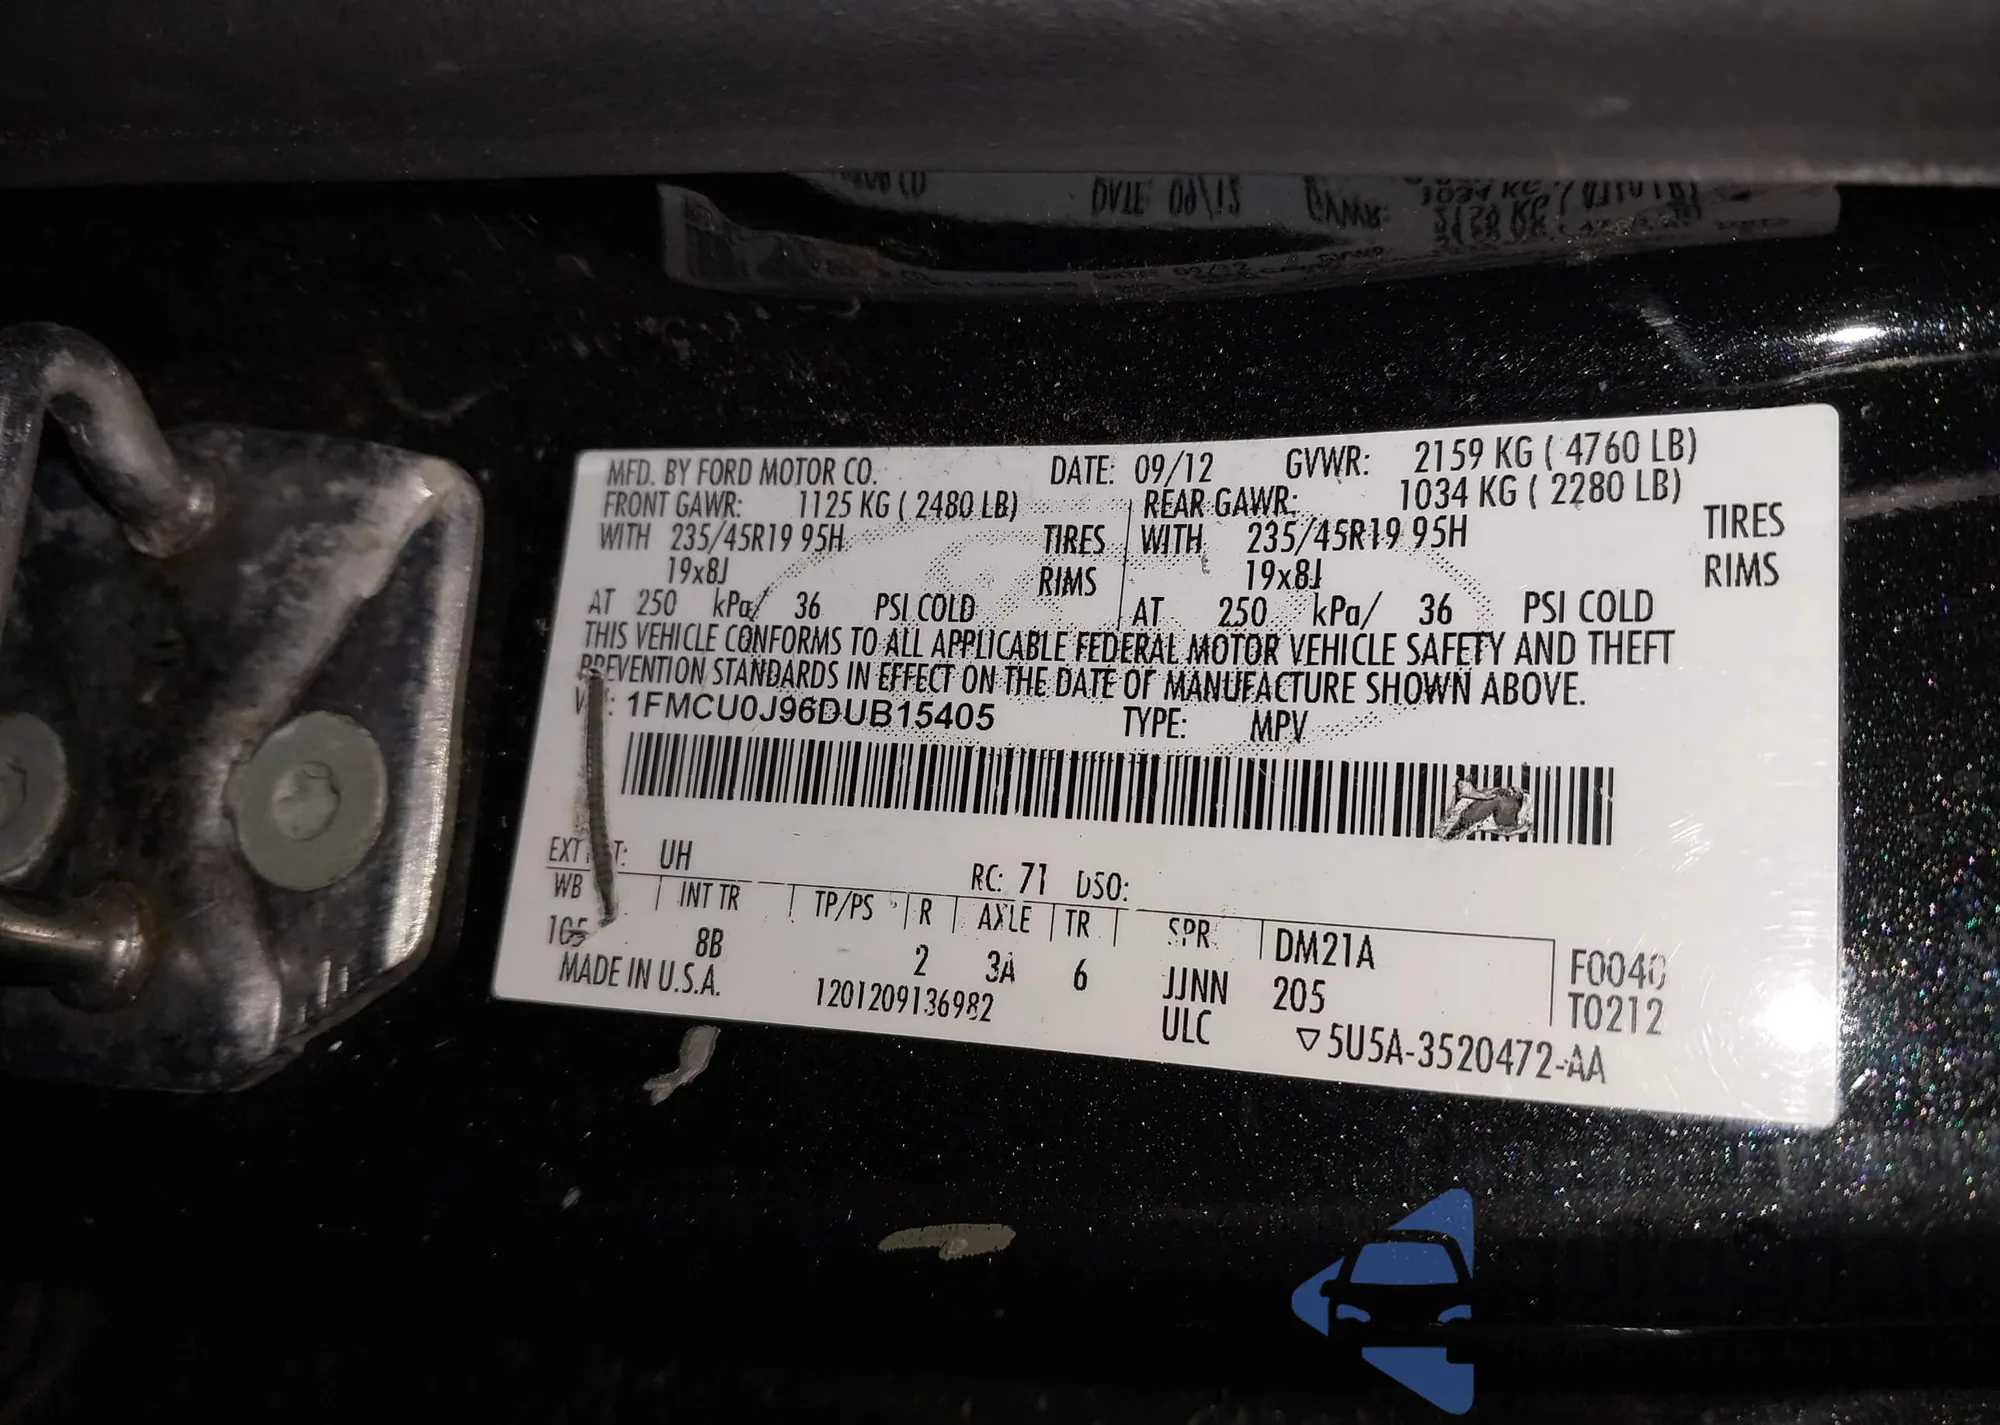 MFD. BY FORD MOTOR CO. DATE: 09/12 GVWR: 2159 KG ( 4760 LB)
FRONT GAWR: 1125 KG ( 2480 LB) REAR GAWR: 1034 KG ( 2280 LB)
WITH 235/45R19 95H TIRES WITH 235/45R19 95H TIRES
19x8J RIMS 19x8J RIMS
AT 250 kPa/ 36 PSI COLD AT 250 kPa/ 36 PSI COLD
THIS VEHICLE CONFORMS TO ALL APPLICABLE FEDERAL MOTOR VEHICLE SAFETY AND THEFT
PREVENTION STANDARDS IN EFFECT ON THE DATE OF MANUFACTURE SHOWN ABOVE.
1FMCU0J96DUB15405 TYPE: MPV
EXT UH RC: 71 DSO:
WB INT TR TP/PS R AXLE TR SPR DM21A F0040
105 8B 2 3A 6 JJNN 205 T0212
MADE IN U.S.A. 1201209136982 ULC ▽5U5A-3520472-AA